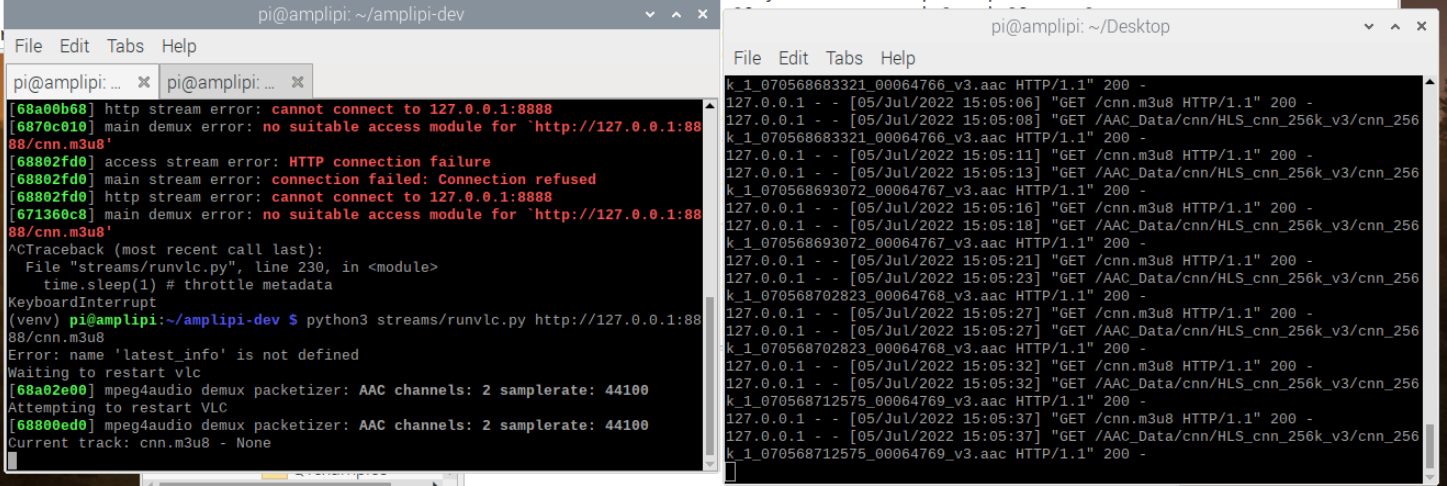 pi@amplipi: ~/amplipi-dev
File Edit Tabs Help
pi@amplipi: ... pi@amplipi: ...
[68a00b68] http stream error: cannot connect to 127.0.0.1:8888
[6870c010] main demux error: no suitable access module for `http://127.0.0.1:88
88/cnn.m3u8'
[68802fd0] access stream error: HTTP connection failure
[68802fd0] main stream error: connection failed: Connection refused
[68802fd0] http stream error: cannot connect to 127.0.0.1:8888
[671360c8] main demux error: no suitable access module for `http://127.0.0.1:88
88/cnn.m3u8'
^CTraceback (most recent call last):
  File "streams/runvlc.py", line 230, in <module>
    time.sleep(1) # throttle metadata
KeyboardInterrupt
(venv) pi@amplipi:~/amplipi-dev $ python3 streams/runvlc.py http://127.0.0.1:88
88/cnn.m3u8
Error: name 'latest_info' is not defined
Waiting to restart vlc
[68a02e00] mpeg4audio demux packetizer: AAC channels: 2 samplerate: 44100
Attempting to restart VLC
[68800ed0] mpeg4audio demux packetizer: AAC channels: 2 samplerate: 44100
Current track: cnn.m3u8 - None
pi@amplipi: ~/Desktop
File Edit Tabs Help
k_1_070568683321_00064766_v3.aac HTTP/1.1" 200 -
127.0.0.1 - - [05/Jul/2022 15:05:06] "GET /cnn.m3u8 HTTP/1.1" 200 -
127.0.0.1 - - [05/Jul/2022 15:05:08] "GET /AAC_Data/cnn/HLS_cnn_256k_v3/cnn_256
k_1_070568683321_00064766_v3.aac HTTP/1.1" 200 -
127.0.0.1 - - [05/Jul/2022 15:05:11] "GET /cnn.m3u8 HTTP/1.1" 200 -
127.0.0.1 - - [05/Jul/2022 15:05:13] "GET /AAC_Data/cnn/HLS_cnn_256k_v3/cnn_256
k_1_070568693072_00064767_v3.aac HTTP/1.1" 200 -
127.0.0.1 - - [05/Jul/2022 15:05:16] "GET /cnn.m3u8 HTTP/1.1" 200 -
127.0.0.1 - - [05/Jul/2022 15:05:18] "GET /AAC_Data/cnn/HLS_cnn_256k_v3/cnn_256
k_1_070568693072_00064767_v3.aac HTTP/1.1" 200 -
127.0.0.1 - - [05/Jul/2022 15:05:21] "GET /cnn.m3u8 HTTP/1.1" 200 -
127.0.0.1 - - [05/Jul/2022 15:05:23] "GET /AAC_Data/cnn/HLS_cnn_256k_v3/cnn_256
k_1_070568702823_00064768_v3.aac HTTP/1.1" 200 -
127.0.0.1 - - [05/Jul/2022 15:05:27] "GET /cnn.m3u8 HTTP/1.1" 200 -
127.0.0.1 - - [05/Jul/2022 15:05:27] "GET /AAC_Data/cnn/HLS_cnn_256k_v3/cnn_256
k_1_070568702823_00064768_v3.aac HTTP/1.1" 200 -
127.0.0.1 - - [05/Jul/2022 15:05:32] "GET /cnn.m3u8 HTTP/1.1" 200 -
127.0.0.1 - - [05/Jul/2022 15:05:32] "GET /AAC_Data/cnn/HLS_cnn_256k_v3/cnn_256
k_1_070568712575_00064769_v3.aac HTTP/1.1" 200 -
127.0.0.1 - - [05/Jul/2022 15:05:37] "GET /cnn.m3u8 HTTP/1.1" 200 -
127.0.0.1 - - [05/Jul/2022 15:05:37] "GET /AAC_Data/cnn/HLS_cnn_256k_v3/cnn_256
k_1_070568712575_00064769_v3.aac HTTP/1.1" 200 -